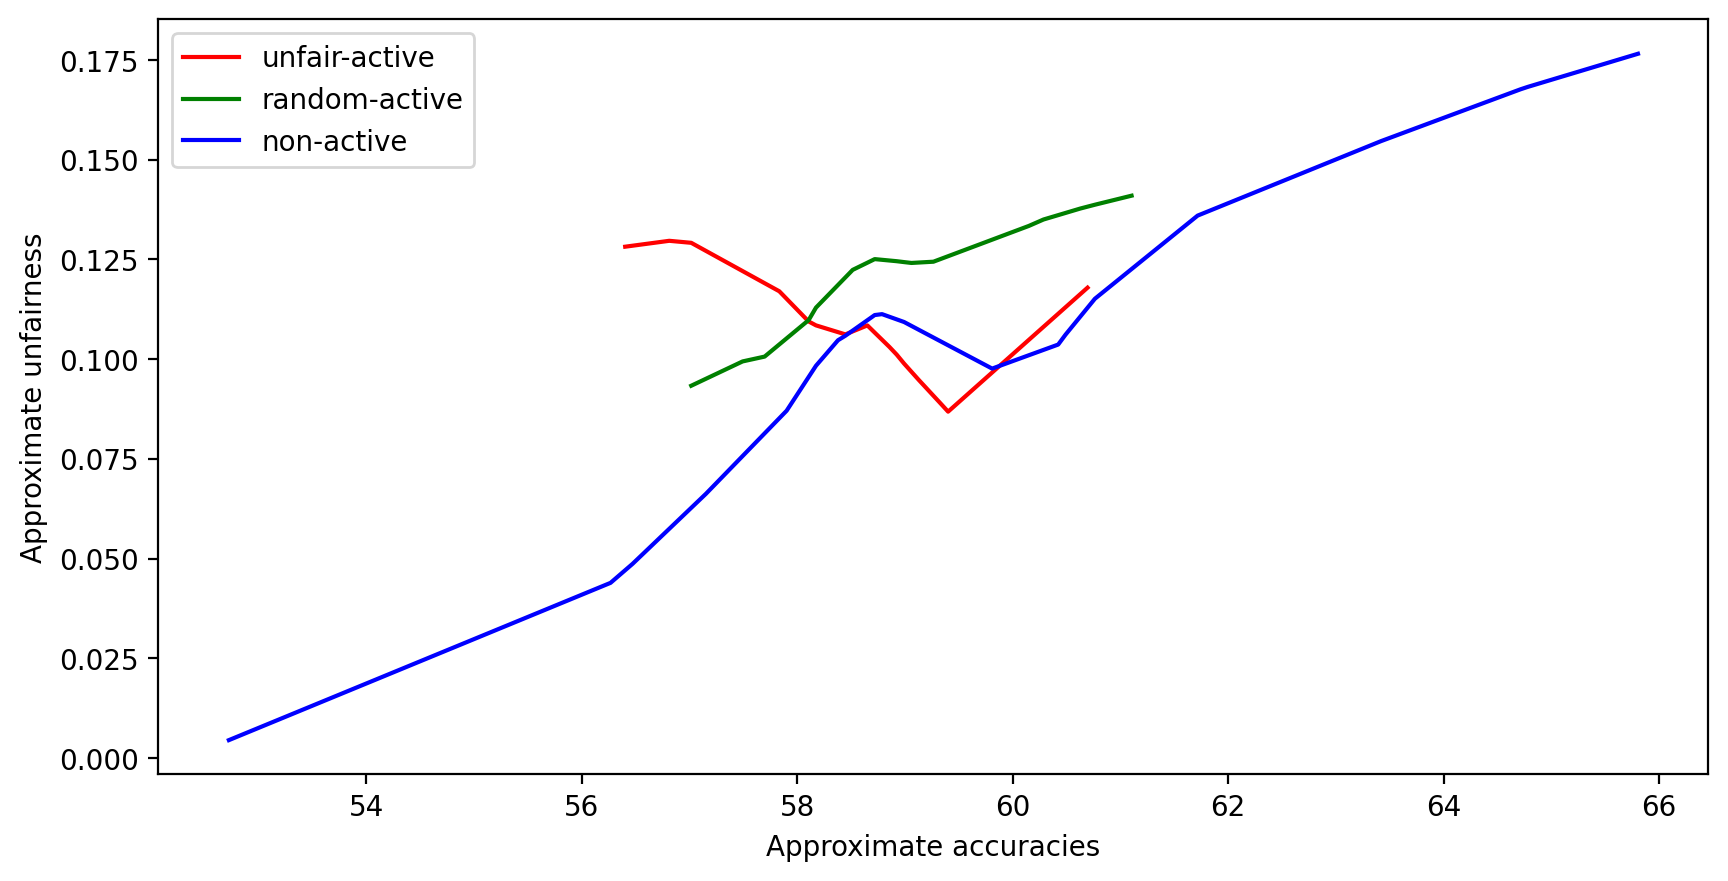 unfair-active
random-active
non-active
Approximate unfairness
0.175
0.150
0.125
0.100
0.075
0.050
0.025
0.000
54 56 58 60 62 64 66
Approximate accuracies